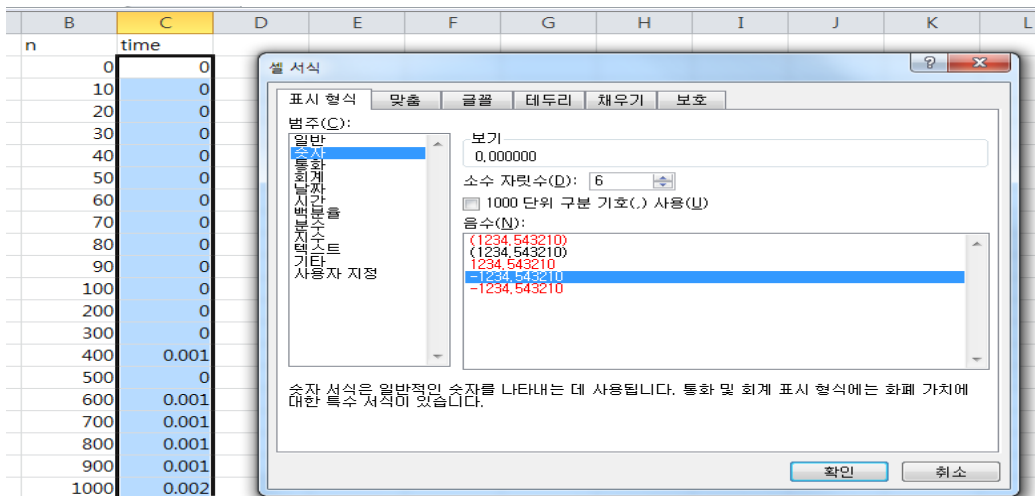 B C D E F G H I J K L
n time
0 0
10 0
20 0
30 0
40 0
50 0
60 0
70 0
80 0
90 0
100 0
200 0
300 0
400 0.001
500 0
600 0.001
700 0.001
800 0.001
900 0.001
1000 0.002
셀 서식
표시 형식 맞춤 글꼴 테두리 채우기 보호
범주(C):
일반
숫자
통화
회계
날짜
시간
백분율
분수
지수
텍스트
기타
사용자 지정
보기
0.000000
소수 자릿수(D): 6
1000 단위 구분 기호(,) 사용(U)
음수(N):
(1234.543210)
(1234.543210)
1234.543210
-1234.543210
-1234.543210
숫자 서식은 일반적인 숫자를 나타내는 데 사용됩니다. 통화 및 회계 표시 형식에는 화폐 가치에
대한 특수 서식이 있습니다.
확인 취소